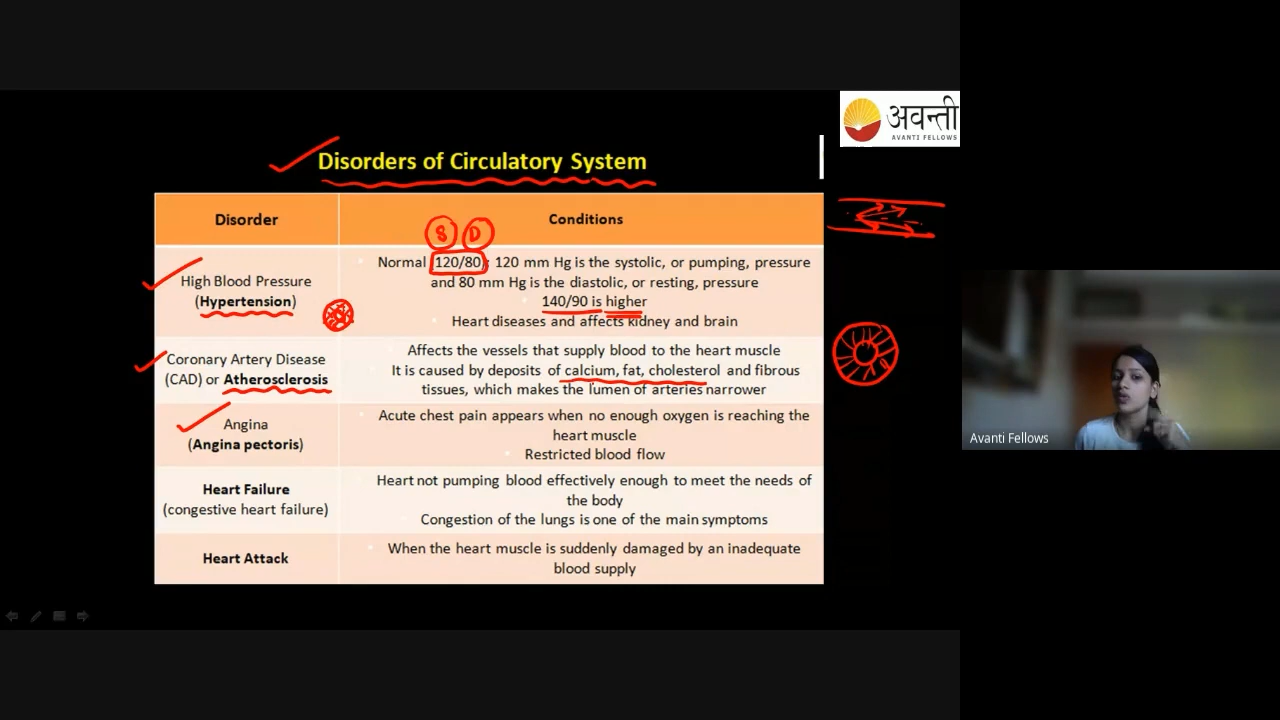 अवन्ती
AVANTI FELLOWS
Disorders of Circulatory System
Disorder
Conditions
S D
High Blood Pressure
(Hypertension)
Normal 120/80; 120 mm Hg is the systolic, or pumping, pressure
and 80 mm Hg is the diastolic, or resting, pressure
140/90 is higher
Heart diseases and affects kidney and brain
Coronary Artery Disease
(CAD) or Atherosclerosis
Affects the vessels that supply blood to the heart muscle
It is caused by deposits of calcium, fat, cholesterol and fibrous
tissues, which makes the lumen of arteries narrower
Angina
(Angina pectoris)
Acute chest pain appears when no enough oxygen is reaching the
heart muscle
Restricted blood flow
Heart Failure
(congestive heart failure)
Heart not pumping blood effectively enough to meet the needs of
the body
Congestion of the lungs is one of the main symptoms
Heart Attack
When the heart muscle is suddenly damaged by an inadequate
blood supply
Avanti Fellows